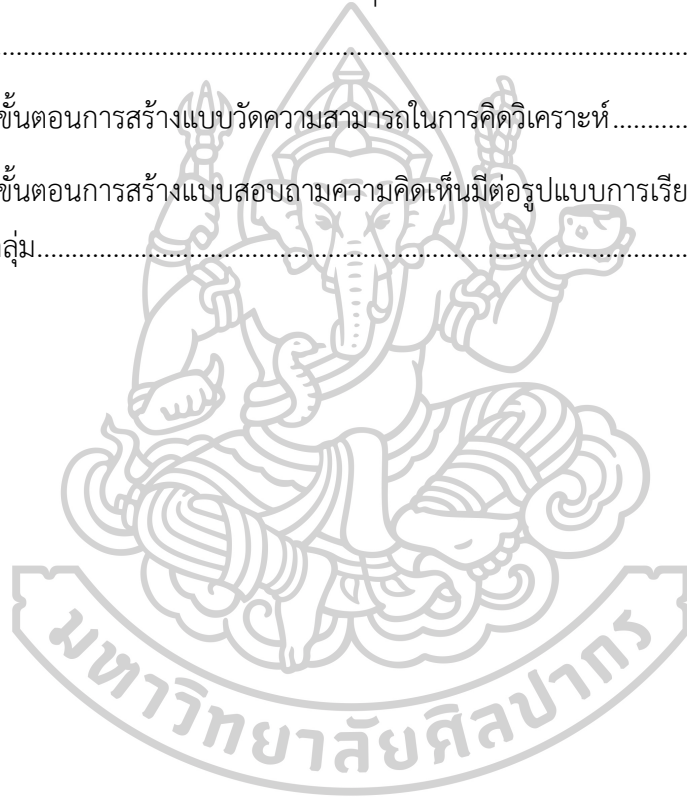 ........................................................................................................
ขั้นตอนการสร้างแบบวัดความสามารถในการคิดวิเคราะห์...........
ขั้นตอนการสร้างแบบสอบถามความคิดเห็นมีต่อรูปแบบการเรีย
ลุ่ม................................................................................................
มหาวิทยาลัยศิลปากร